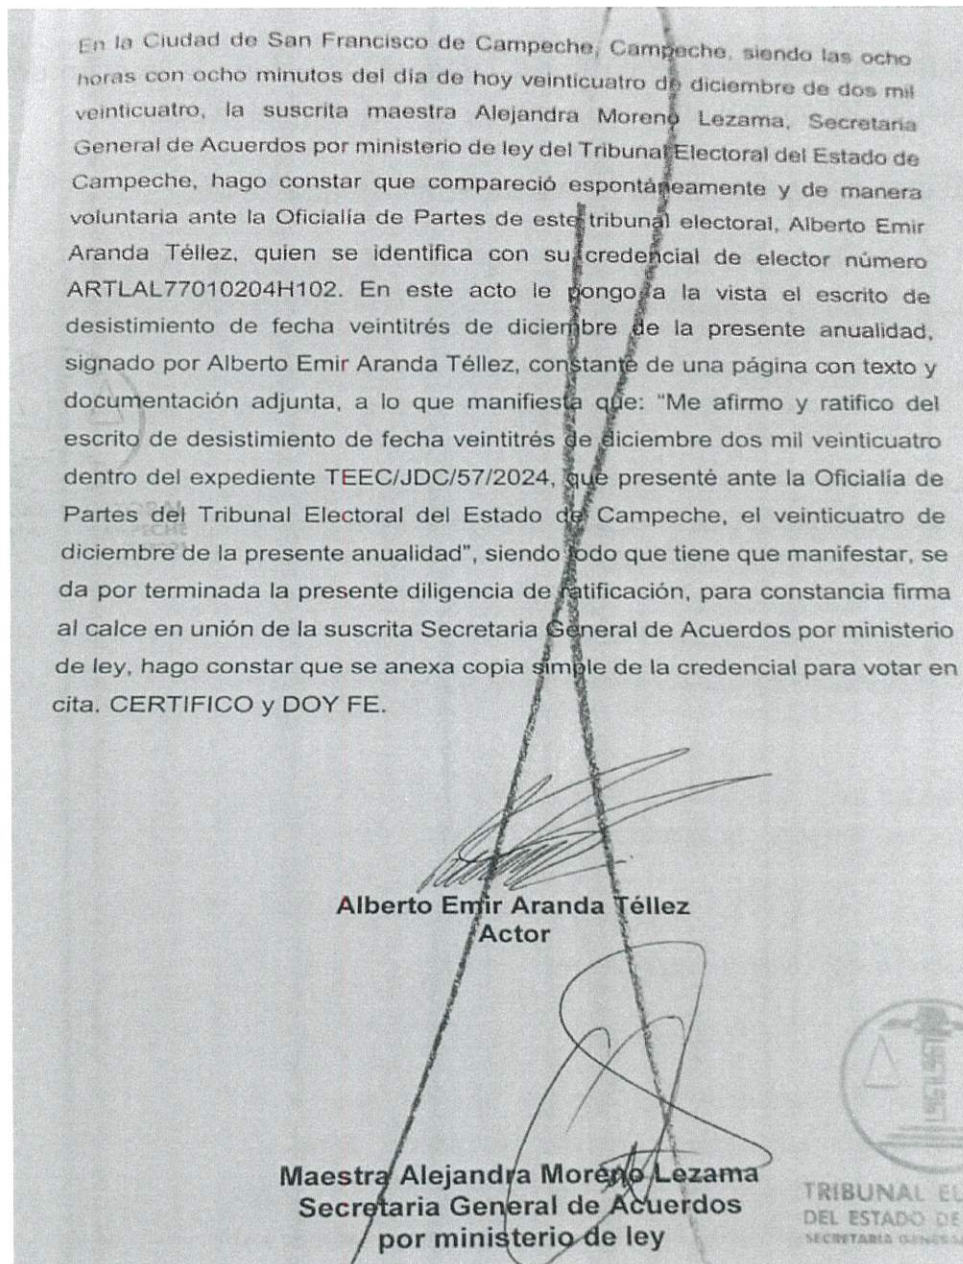 En la Ciudad de San Francisco de Campeche, Campeche, siendo las ocho
horas con ocho minutos del día de hoy veinticuatro de diciembre de dos mil
veinticuatro, la suscrita maestra Alejandra Moreno Lezama, Secretaria
General de Acuerdos por ministerio de ley del Tribunal Electoral del Estado de
Campeche, hago constar que compareció espontáneamente y de manera
voluntaria ante la Oficialía de Partes de este tribunal electoral, Alberto Emir
Aranda Téllez, quien se identifica con su credencial de elector número
ARTLAL77010204H102. En este acto le pongo a la vista el escrito de
desistimiento de fecha veintitrés de diciembre de la presente anualidad,
signado por Alberto Emir Aranda Téllez, constante de una página con texto y
documentación adjunta, a lo que manifiesta que: "Me afirmo y ratifico del
escrito de desistimiento de fecha veintitrés de diciembre dos mil veinticuatro
dentro del expediente TEEC/JDC/57/2024, que presenté ante la Oficialía de
Partes del Tribunal Electoral del Estado de Campeche, el veinticuatro de
diciembre de la presente anualidad", siendo todo que tiene que manifestar, se
da por terminada la presente diligencia de ratificación, para constancia firma
al calce en unión de la suscrita Secretaria General de Acuerdos por ministerio
de ley, hago constar que se anexa copia simple de la credencial para votar en
cita. CERTIFICO y DOY FE.
Alberto Emir Aranda Téllez
Actor
Maestra Alejandra Moreno Lezama
Secretaria General de Acuerdos
por ministerio de ley
TRIBUNAL EL
DEL ESTADO DE
SECRETARIA GENERAL